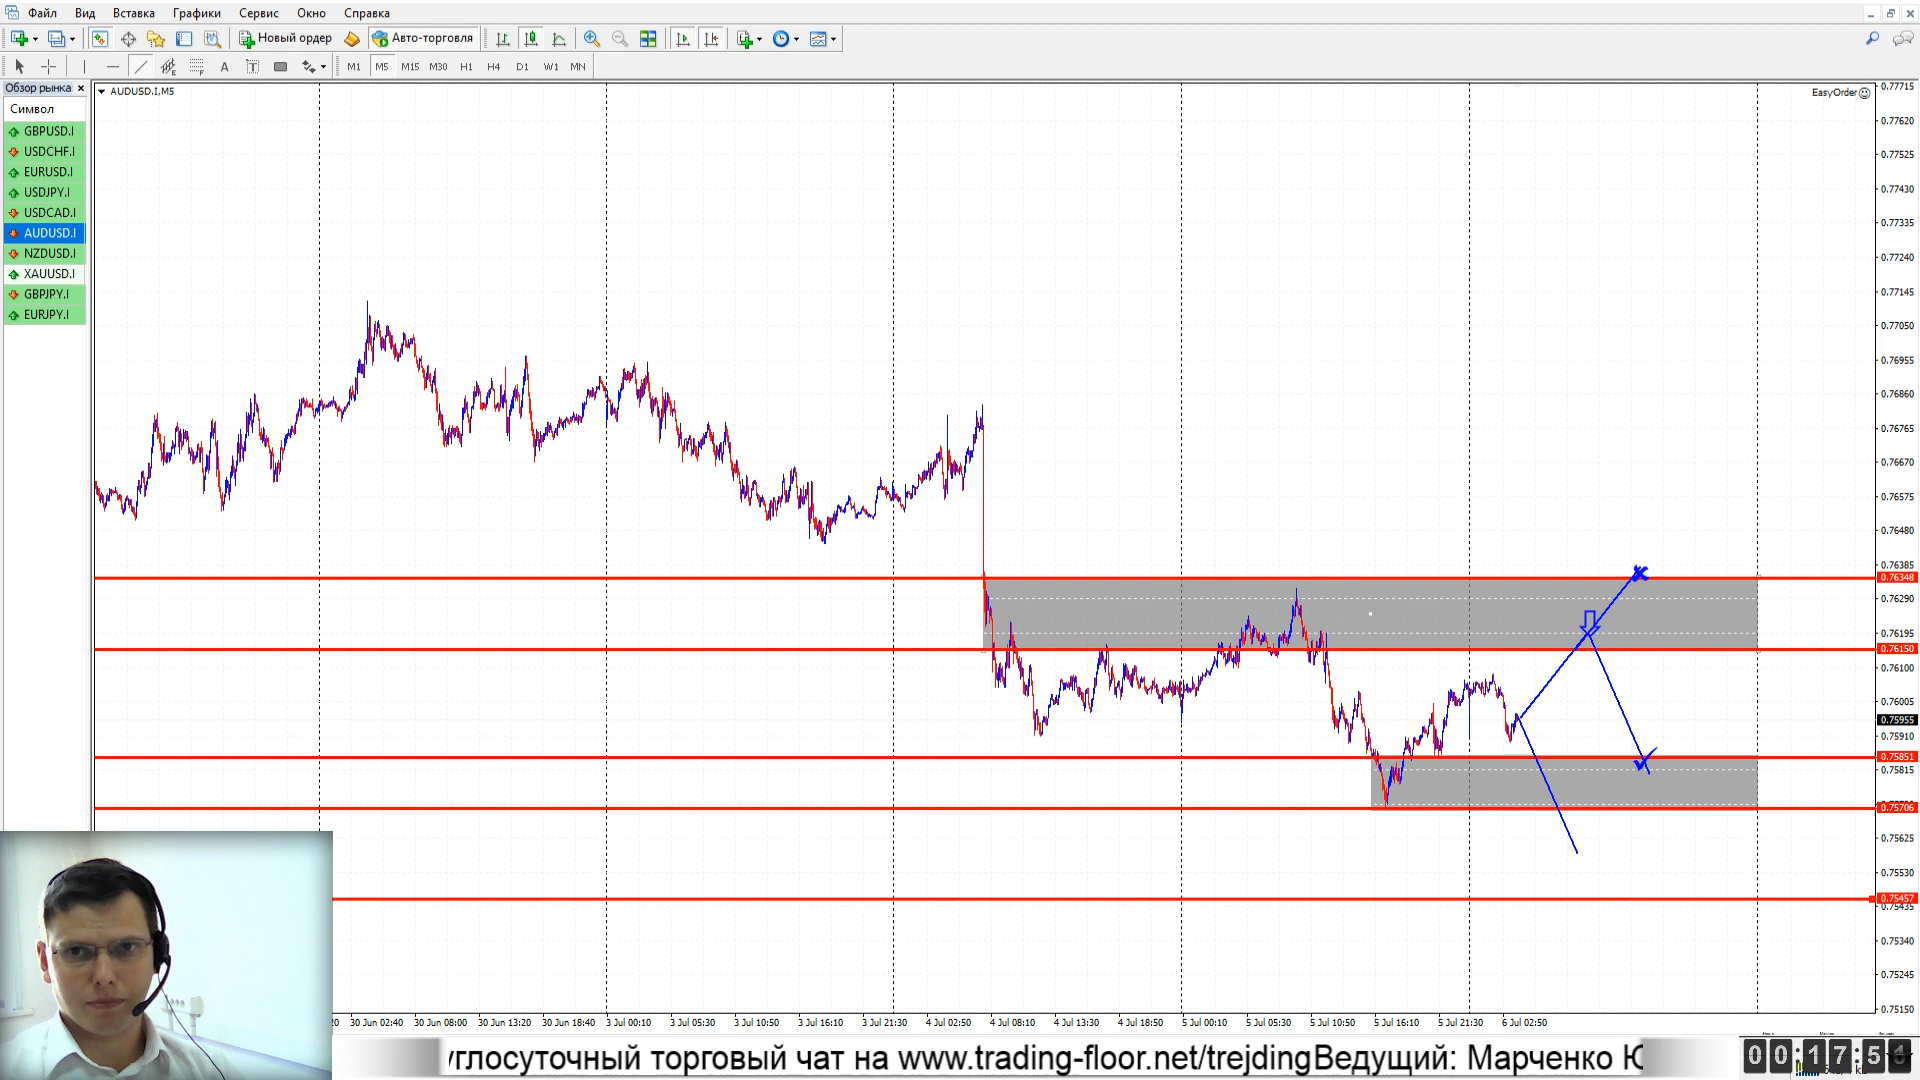 Файл Вид Вставка Графики Сервис Окно Справка
Новый ордер Авто-торговля
A T M1 M5 M15 M30 H1 H4 D1 W1 MN
Обзор рынка
Символ
GBPUSD.I
USDCHF.I
EURUSD.I
USDJPY.I
USDCAD.I
AUDUSD.I
NZDUSD.I
XAUUSD.I
GBPJPY.I
EURJPY.I
AUDUSD.I,M5
EasyOrder
0.77715
0.77620
0.77525
0.77430
0.77335
0.77240
0.77145
0.77050
0.76955
0.76860
0.76765
0.76670
0.76575
0.76480
0.76385
0.76348
0.76290
0.76195
0.76150
0.76100
0.76005
0.75955
0.75910
0.75851
0.75815
0.75706
0.75625
0.75530
0.75457
0.75435
0.75340
0.75245
0.75150
30 Jun 02:40 30 Jun 08:00 30 Jun 13:20 30 Jun 18:40 3 Jul 00:10 3 Jul 05:30 3 Jul 10:50 3 Jul 16:10 3 Jul 21:30 4 Jul 02:50 4 Jul 08:10 4 Jul 13:30 4 Jul 18:50 5 Jul 00:10 5 Jul 05:30 5 Jul 10:50 5 Jul 16:10 5 Jul 21:30 6 Jul 02:50
углосуточный торговый чат на www.trading-floor.net/trejdingВедущий: Марченко Ю
00:17:5